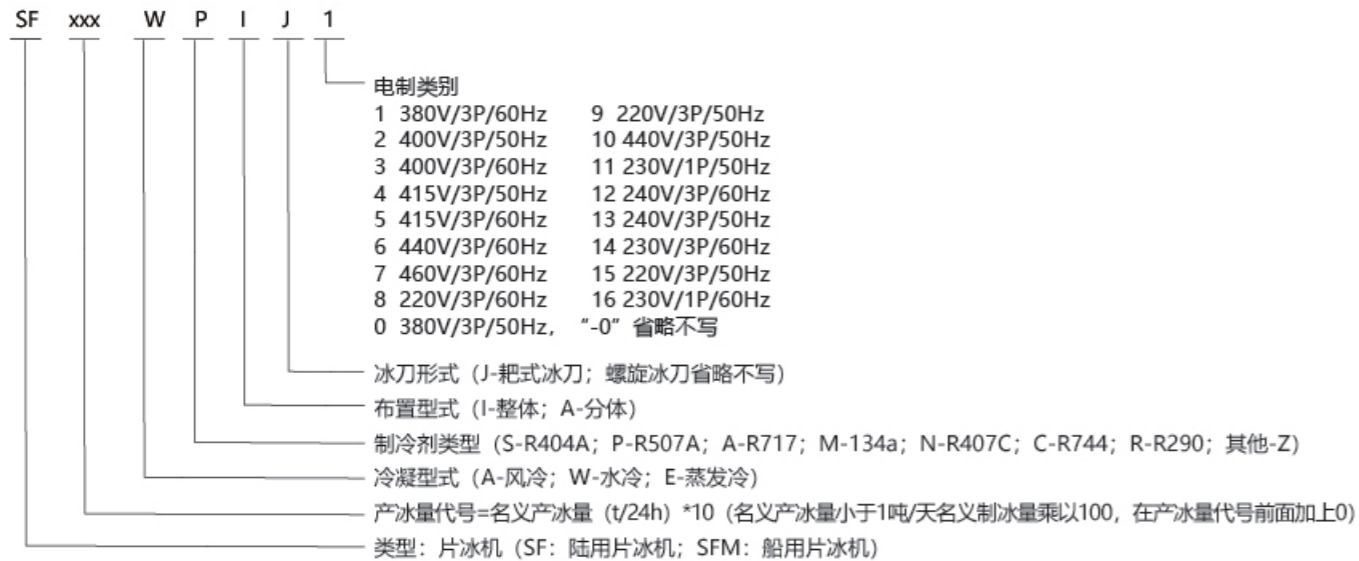 SF xxx W P I J 1
电制类别
1 380V/3P/60Hz 9 220V/3P/50Hz
2 400V/3P/50Hz 10 440V/3P/50Hz
3 400V/3P/60Hz 11 230V/1P/50Hz
4 415V/3P/50Hz 12 240V/3P/60Hz
5 415V/3P/60Hz 13 240V/3P/50Hz
6 440V/3P/60Hz 14 230V/3P/60Hz
7 460V/3P/60Hz 15 220V/3P/50Hz
8 220V/3P/60Hz 16 230V/1P/60Hz
0 380V/3P/50Hz， “-0”省略不写
冰刀形式（J-耙式冰刀；螺旋冰刀省略不写）
布置型式（I-整体；A-分体）
制冷剂类型（S-R404A；P-R507A；A-R717；M-134a；N-R407C；C-R744；R-R290；其他-Z）
冷凝型式（A-风冷；W-水冷；E-蒸发冷）
产冰量代号=名义产冰量（t/24h）*10（名义产冰量小于1吨/天名义制冰量乘以100，在产冰量代号前面加上0）
类型：片冰机（SF：陆用片冰机；SFM：船用片冰机）